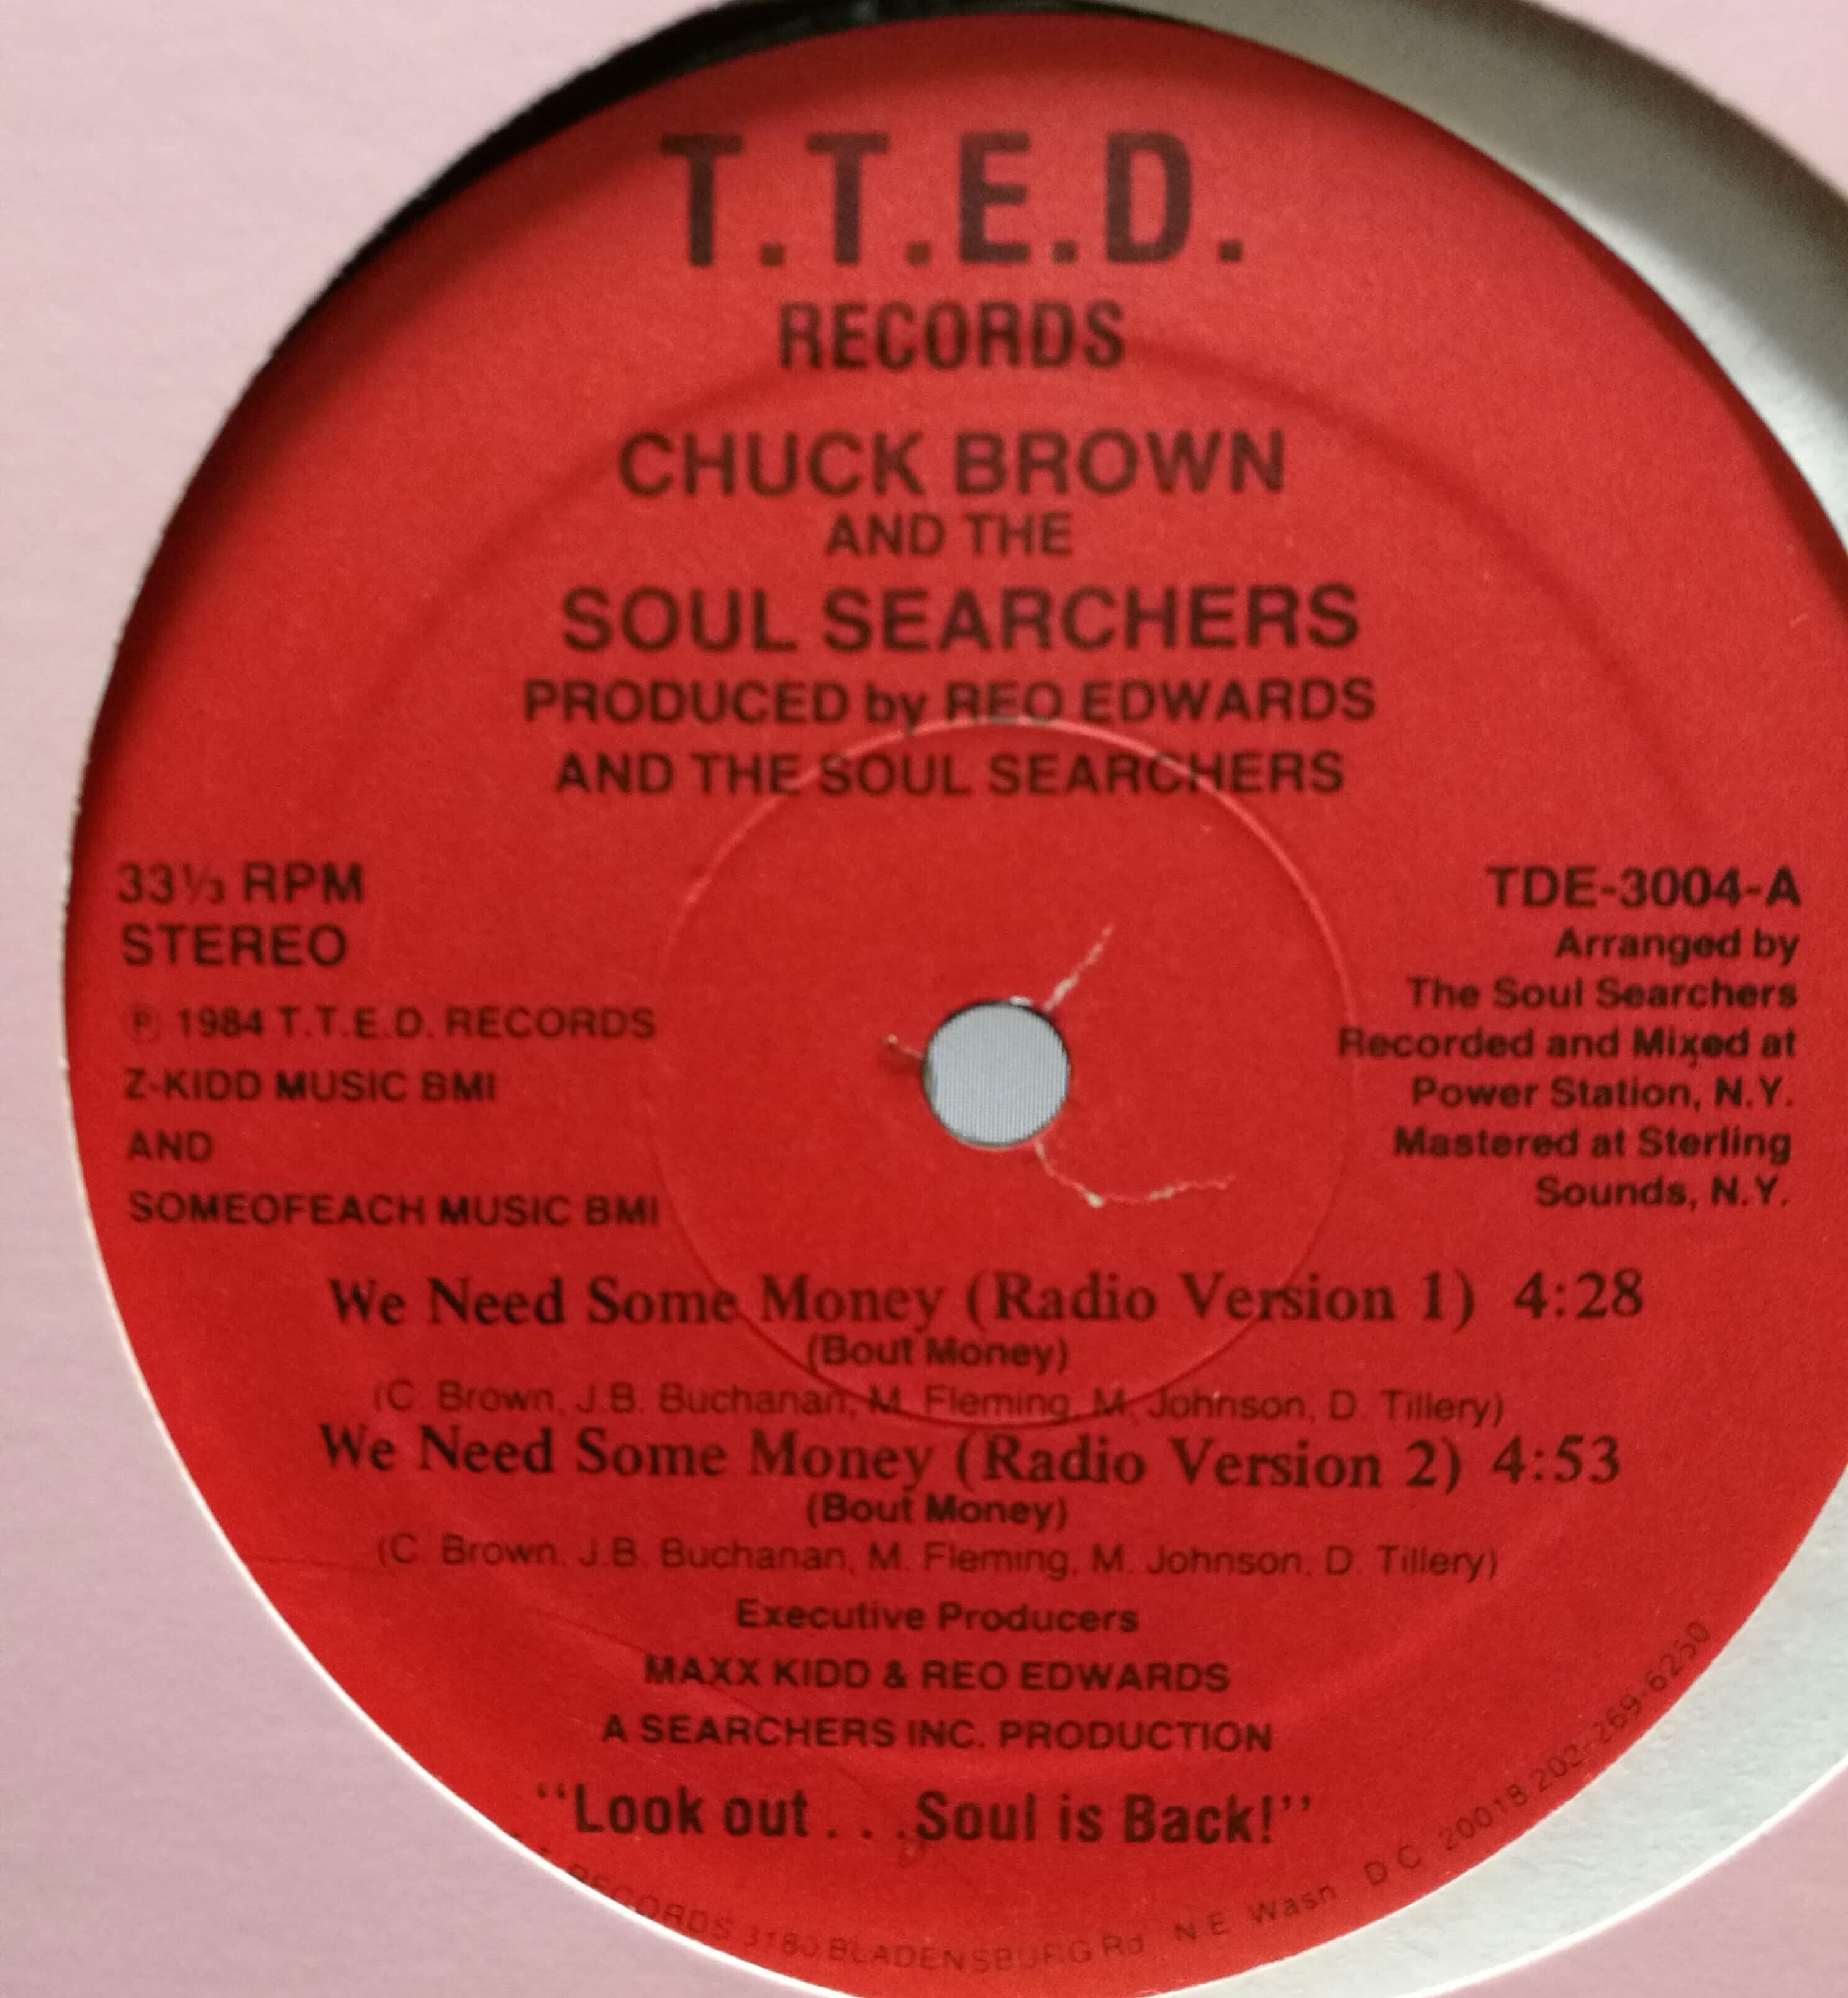 T.T.E.D.
RECORDS
CHUCK BROWN
AND THE
SOUL SEARCHERS
PRODUCED by REO EDWARDS
AND THE SOUL SEARCHERS
33⅓ RPM
STEREO
℗ 1984 T.T.E.D. RECORDS
Z-KIDD MUSIC BMI
AND
SOMEOFEACH MUSIC BMI
TDE-3004-A
Arranged by
The Soul Searchers
Recorded and Mixed at
Power Station, N.Y.
Mastered at Sterling
Sounds, N.Y.
We Need Some Money (Radio Version 1) 4:28
(Bout Money)
(C. Brown, J.B. Buchanan, M. Fleming, M. Johnson, D. Tillery)
We Need Some Money (Radio Version 2) 4:53
(Bout Money)
(C. Brown, J.B. Buchanan, M. Fleming, M. Johnson, D. Tillery)
Executive Producers
MAXX KIDD & REO EDWARDS
A SEARCHERS INC. PRODUCTION
"Look out . . .Soul is Back!"
RECORDS 3180 BLADENSBURG Rd N.E. Wash D.C. 20018 202-269-6250